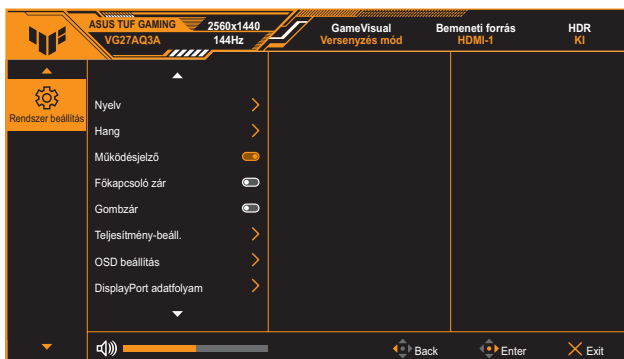 ASUS TUF GAMING
VG27AQ3A
2560x1440
144Hz
GameVisual
Versenyzés mód
Bemeneti forrás
HDMI-1
HDR
KI
Rendszer beállítás
Nyelv
Hang
Működésjelző
Főkapcsoló zár
Gombzár
Teljesítmény-beáll.
OSD beállítás
DisplayPort adatfolyam
Back
Enter
Exit